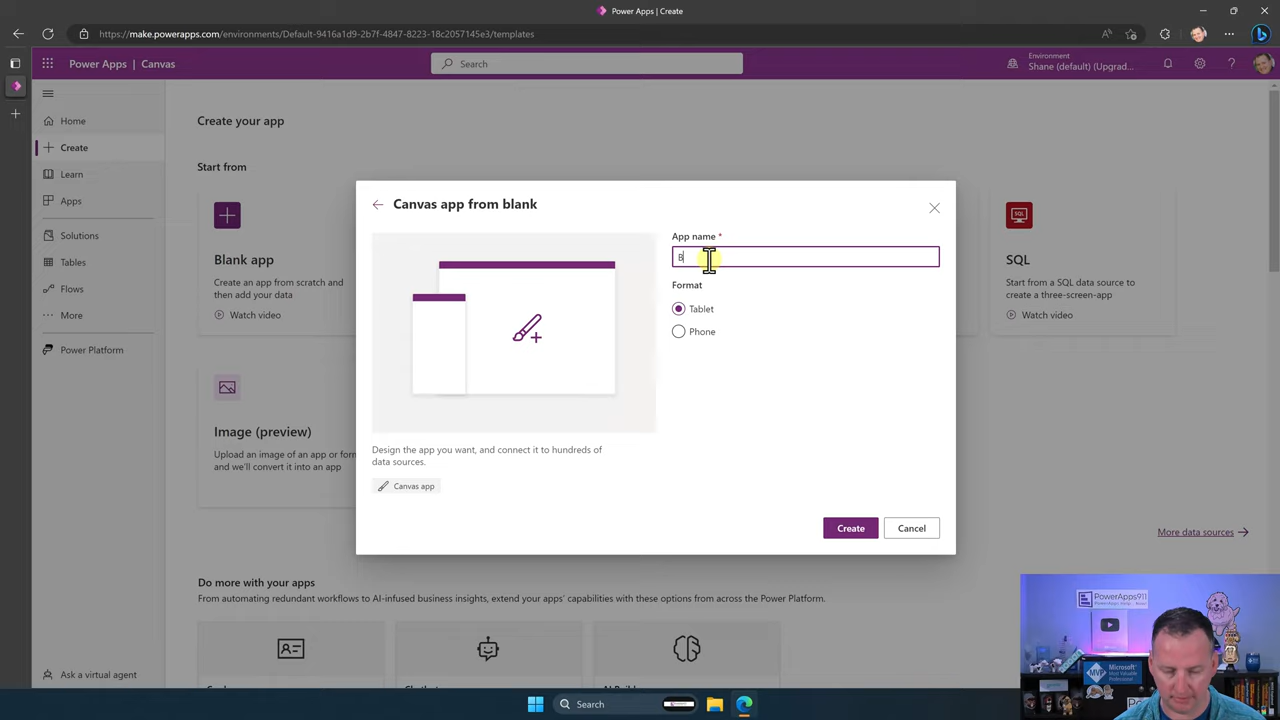 Power Apps | Create
https://make.powerapps.com/environments/Default-9416a1d9-2b7f-4847-8223-18c2057145e3/templates
Power Apps | Canvas
Search
Environment
Shane (default) (Upgrad...
Home
Create
Learn
Apps
Solutions
Tables
Flows
More
Power Platform
Ask a virtual agent
Create your app
Start from
Blank app
Create an app from scratch and
then add your data
Watch video
SQL
Start from a SQL data source to
create a three-screen-app
Watch video
Image (preview)
Upload an image of an app or form
and we'll convert it into an app
Canvas app from blank
App name *
B
Format
Tablet
Phone
Design the app you want, and connect it to hundreds of
data sources.
Canvas app
Create
Cancel
More data sources
Do more with your apps
From automating redundant workflows to AI-infused business insights, extend your apps' capabilities with these options from across the Power Platform.
PowerApps911
Microsoft
Most Valuable
Professional
Search